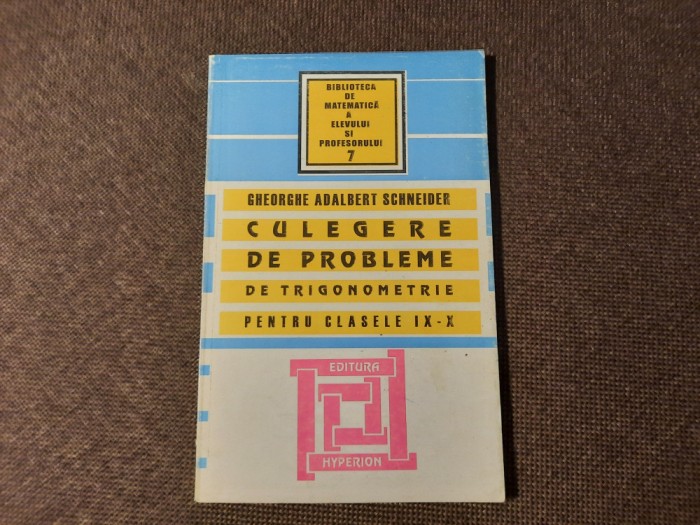 BIBLIOTECA
DE
MATEMATICĂ
A
ELEVULUI
SI
PROFESORULUI
7
GHEORGHE ADALBERT SCHNEIDER
CULEGERE
DE PROBLEME
DE TRIGONOMETRIE
PENTRU CLASELE IX-X
EDITURA
HYPERION